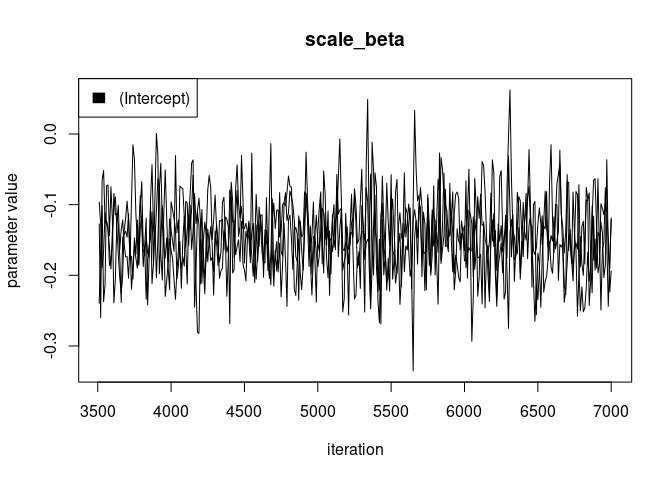 scale_beta
(Intercept)
parameter value
0.0
-0.1
-0.2
-0.3
3500 4000 4500 5000 5500 6000 6500 7000
iteration